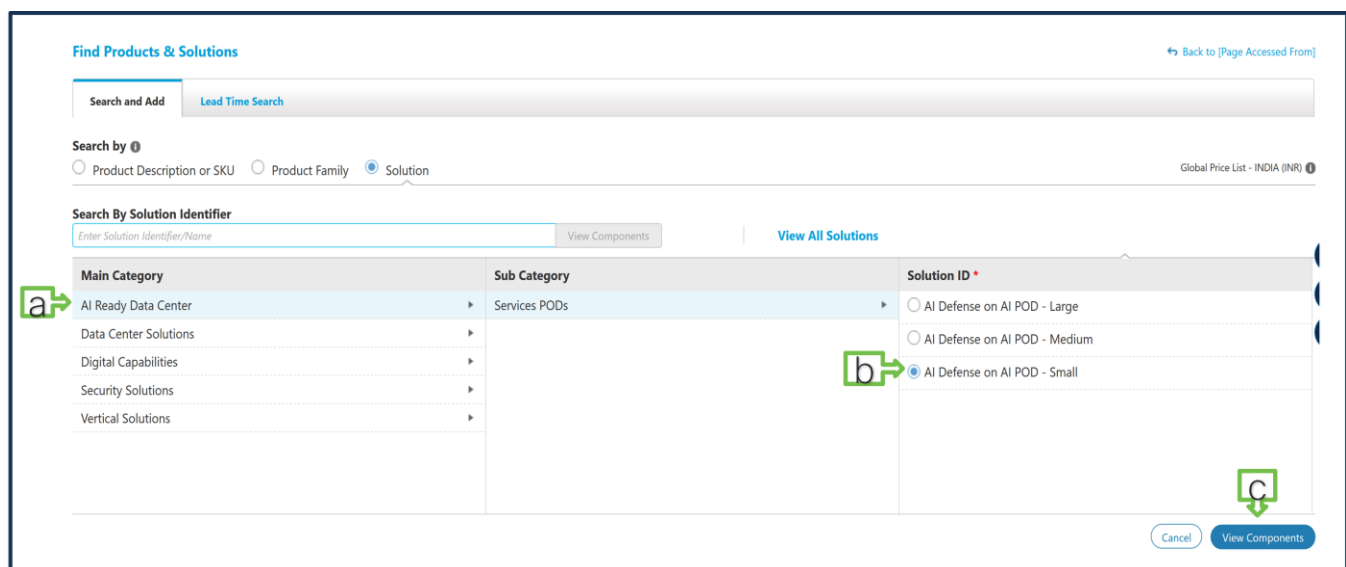 Find Products & Solutions
Back to [Page Accessed From]
Search and Add
Lead Time Search
Search by
Product Description or SKU
Product Family
Solution
Global Price List - INDIA (INR)
Search By Solution Identifier
Enter Solution Identifier/Name
View Components
View All Solutions
Main Category
Sub Category
Solution ID *
a
AI Ready Data Center
Services PODs
AI Defense on AI POD - Large
Data Center Solutions
AI Defense on AI POD - Medium
Digital Capabilities
b
AI Defense on AI POD - Small
Security Solutions
Vertical Solutions
c
Cancel
View Components